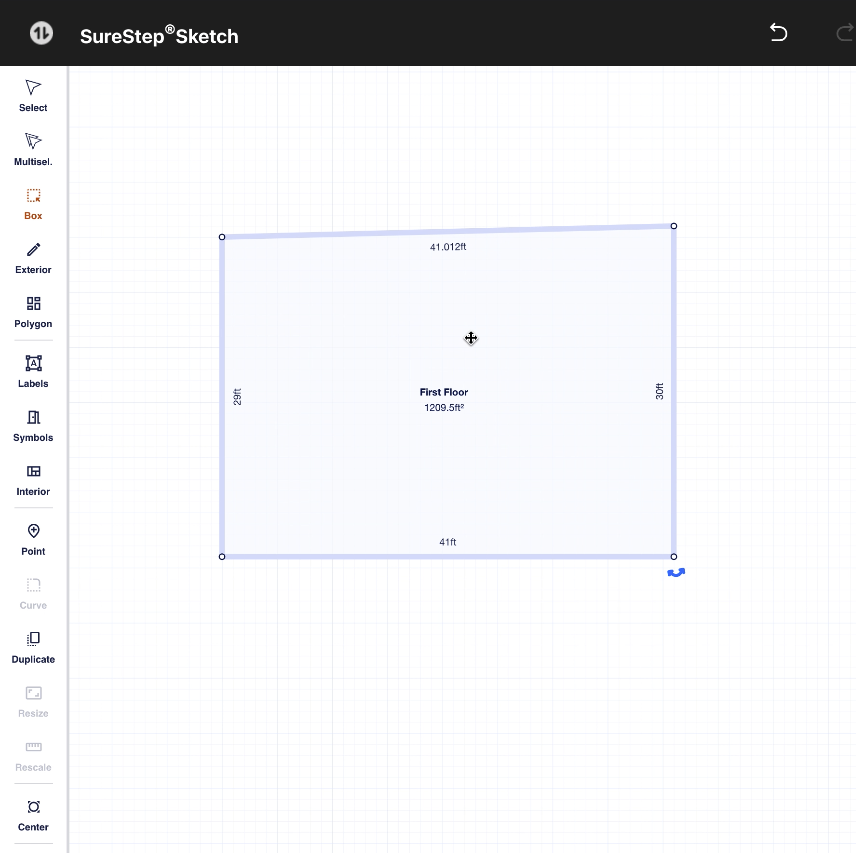 SureStep®Sketch
Select
Multisel.
Box
Exterior
Polygon
Labels
Symbols
Interior
Point
Curve
Duplicate
Resize
Rescale
Center
41.012ft
29ft
30ft
First Floor
1209.5ft²
41ft